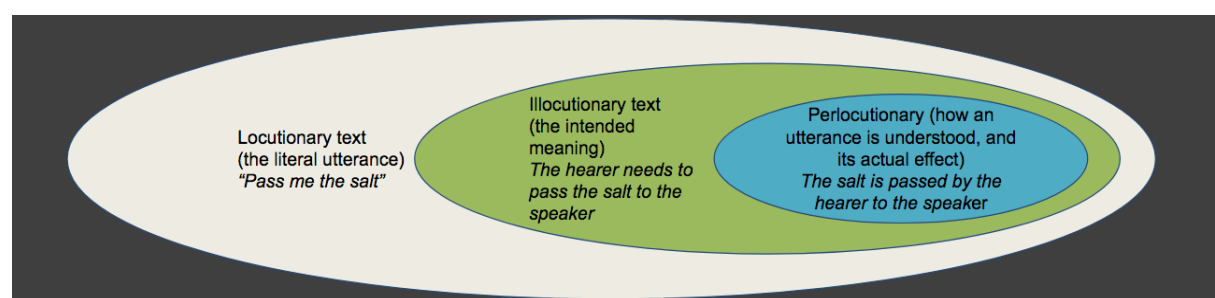 Locutionary text
(the literal utterance)
“Pass me the salt”
Illocutionary text
(the intended
meaning)
The hearer needs to
pass the salt to the
speaker
Perlocutionary (how an
utterance is understood, and
its actual effect)
The salt is passed by the
hearer to the speaker